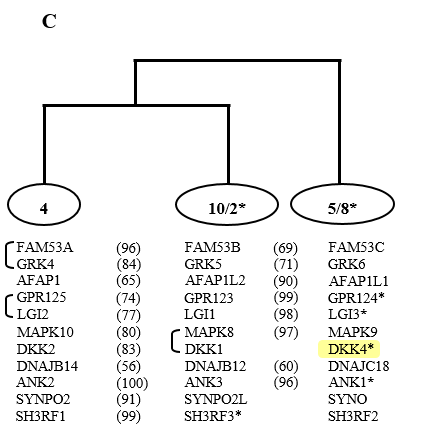 C
4 10/2* 5/8*
FAM53A (96) FAM53B (69) FAM53C
GRK4 (84) GRK5 (71) GRK6
AFAP1 (65) AFAP1L2 (90) AFAP1L1
GPR125 (74) GPR123 (99) GPR124*
LGI2 (77) LGI1 (98) LGI3*
MAPK10 (80) MAPK8 (97) MAPK9
DKK2 (83) DKK1 DKK4*
DNAJB14 (56) DNAJB12 (60) DNAJC18
ANK2 (100) ANK3 (96) ANK1*
SYNPO2 (91) SYNPO2L SYNO
SH3RF1 (99) SH3RF3* SH3RF2